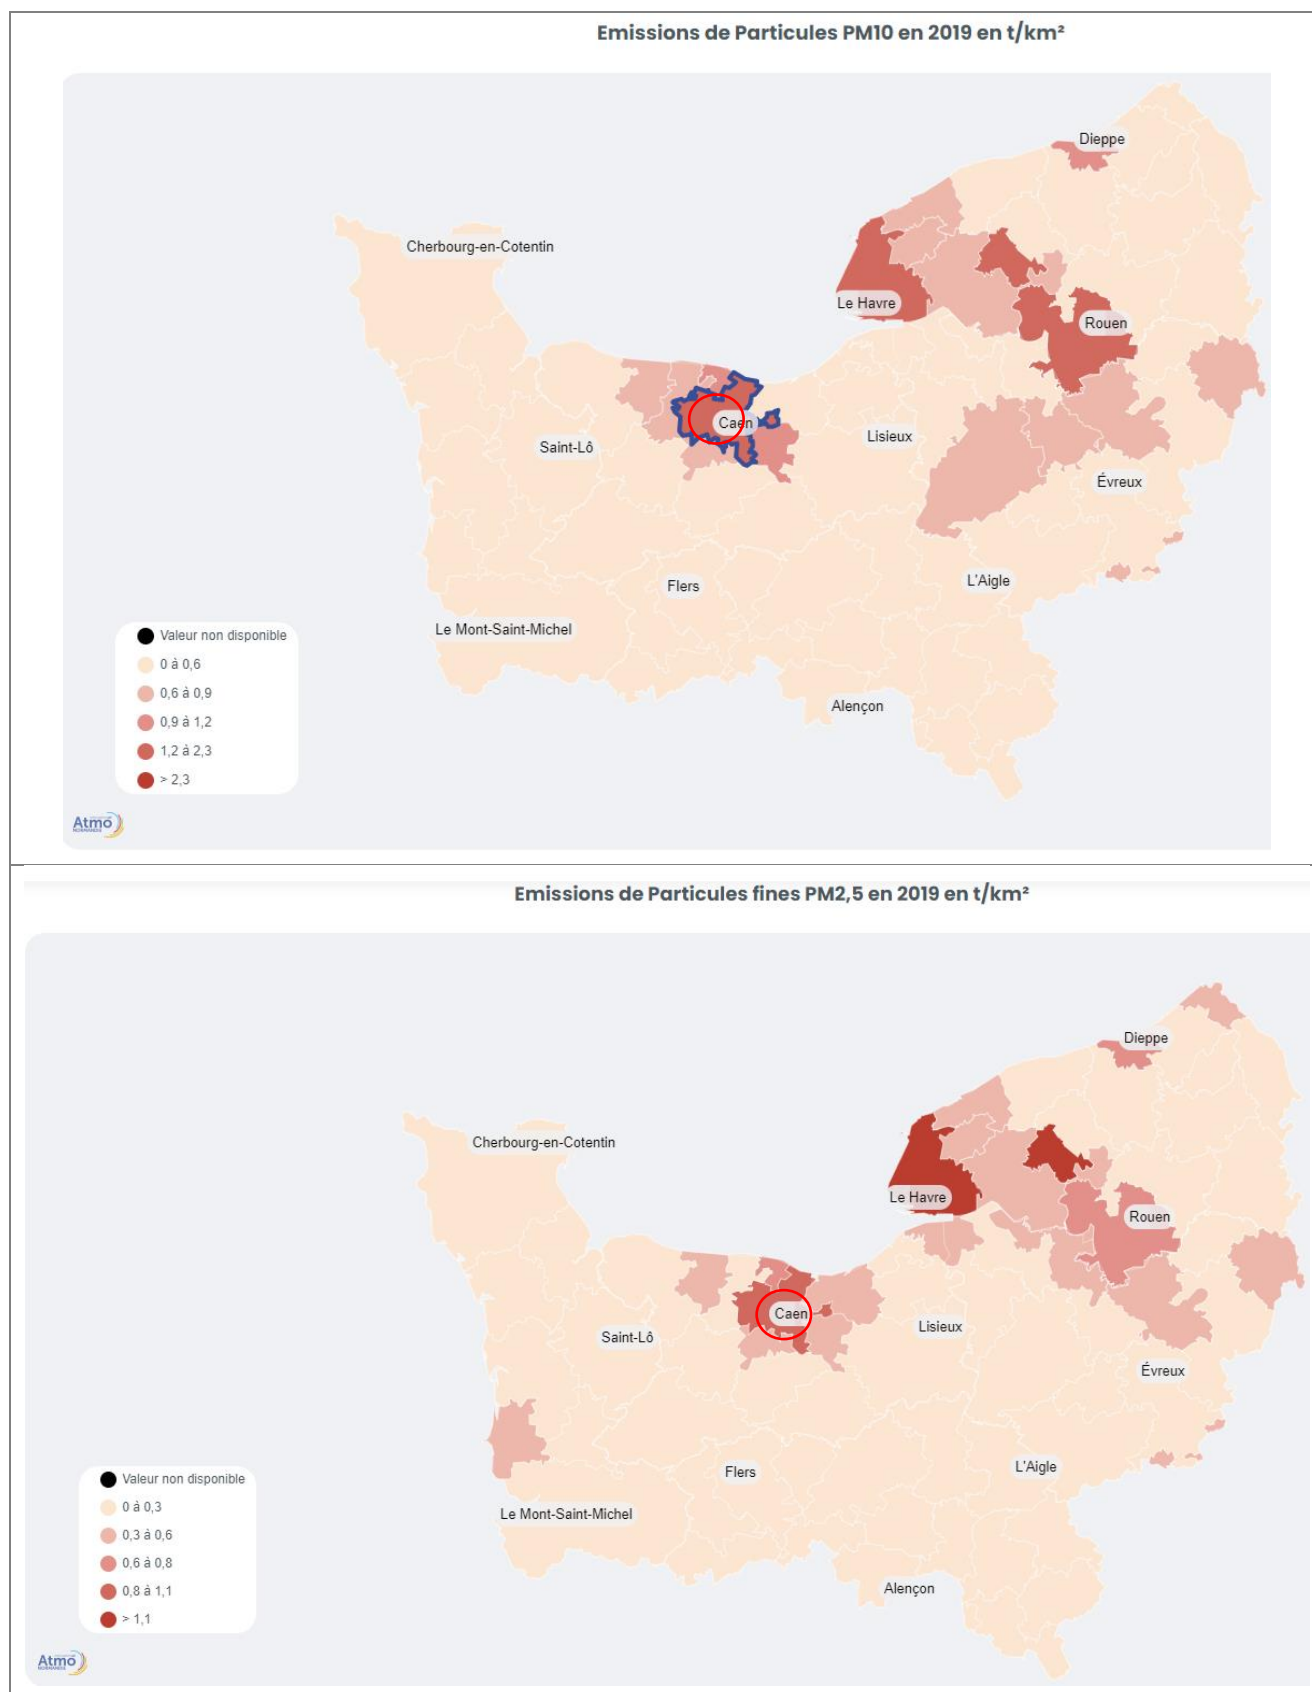 Emissions de Particules PM10 en 2019 en t/km²
Dieppe
Cherbourg-en-Cotentin
Le Havre
Rouen
Caen
Lisieux
Saint-Lô
Évreux
L'Aigle
Flers
Le Mont-Saint-Michel
Alençon
Valeur non disponible
0 à 0,6
0,6 à 0,9
0,9 à 1,2
1,2 à 2,3
> 2,3
Atmo
NORMANDIE
Emissions de Particules fines PM2,5 en 2019 en t/km²
Dieppe
Cherbourg-en-Cotentin
Le Havre
Rouen
Caen
Lisieux
Saint-Lô
Évreux
L'Aigle
Flers
Le Mont-Saint-Michel
Alençon
Valeur non disponible
0 à 0,3
0,3 à 0,6
0,6 à 0,8
0,8 à 1,1
> 1,1
Atmo
NORMANDIE